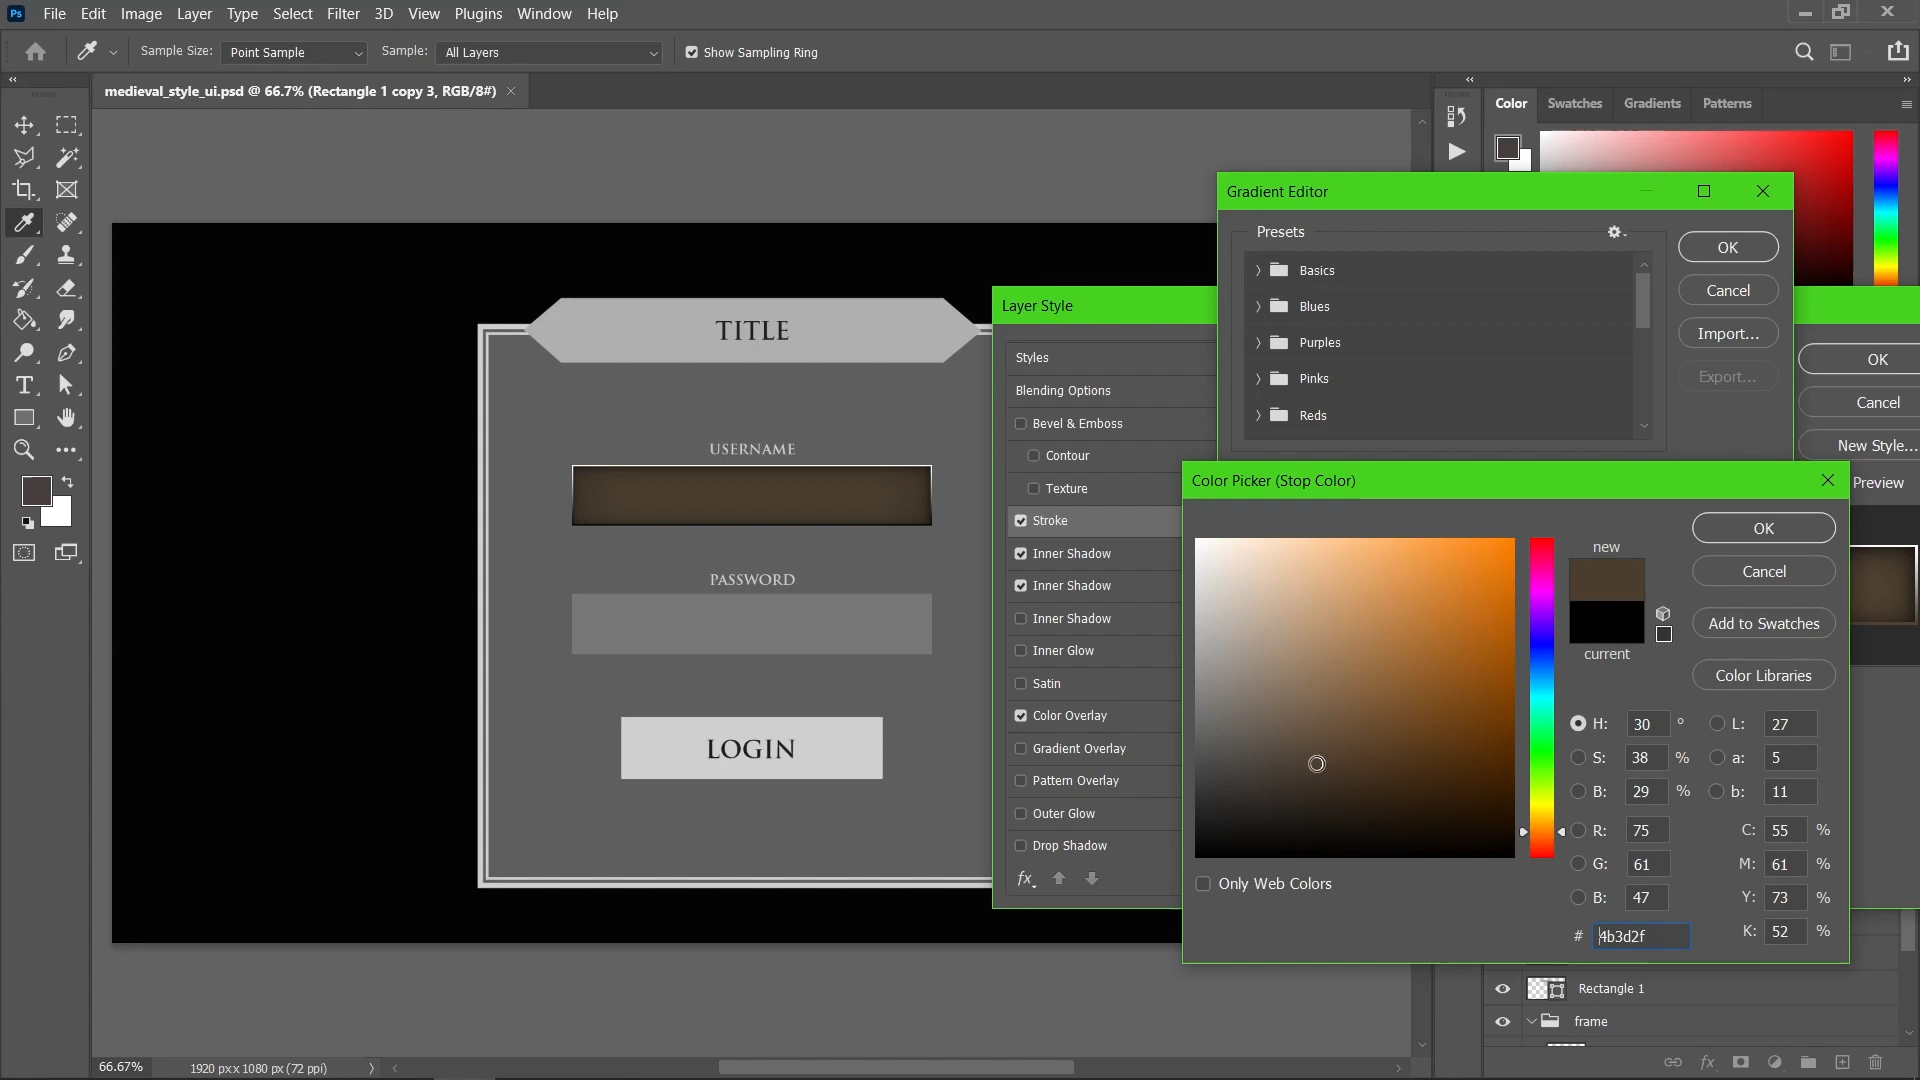 Ps File Edit Image Layer Type Select Filter 3D View Plugins Window Help
Sample Size: Point Sample Sample: All Layers Show Sampling Ring
medieval_style_ui.psd @ 66.7% (Rectangle 1 copy 3, RGB/8#)
Color Swatches Gradients Patterns
TITLE
USERNAME
PASSWORD
LOGIN
Layer Style
Styles
Blending Options
Bevel & Emboss
Contour
Texture
Stroke
Inner Shadow
Inner Shadow
Inner Shadow
Inner Glow
Satin
Color Overlay
Gradient Overlay
Pattern Overlay
Outer Glow
Drop Shadow
fx
OK
Cancel
New Style...
Preview
Gradient Editor
Presets
Basics
Blues
Purples
Pinks
Reds
OK
Cancel
Import...
Export...
Color Picker (Stop Color)
new
current
OK
Cancel
Add to Swatches
Color Libraries
H: 30 ° L: 27
S: 38 % a: 5
B: 29 % b: 11
R: 75 C: 55 %
G: 61 M: 61 %
B: 47 Y: 73 %
# 4b3d2f K: 52 %
Only Web Colors
Rectangle 1
frame
fx
66.67% 1920 px x 1080 px (72 ppi)